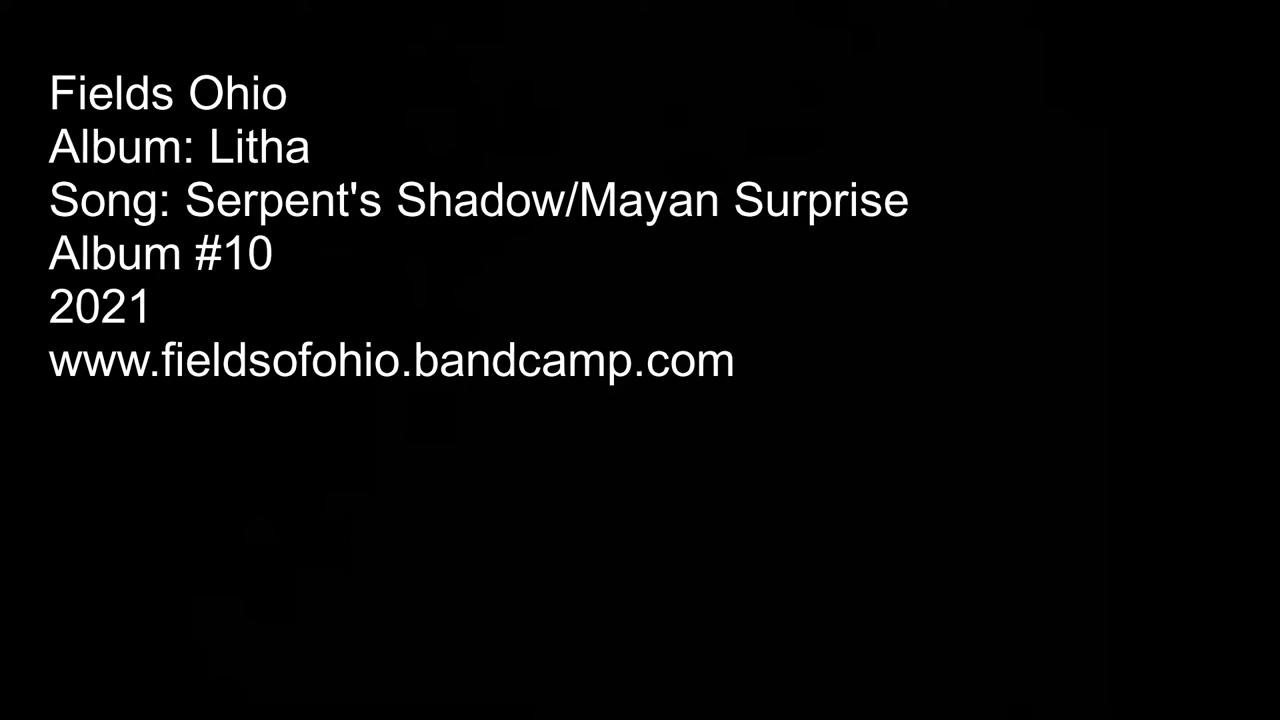 Fields Ohio
Album: Litha
Song: Serpent's Shadow/Mayan Surprise
Album #10
2021
www.fieldsofohio.bandcamp.com